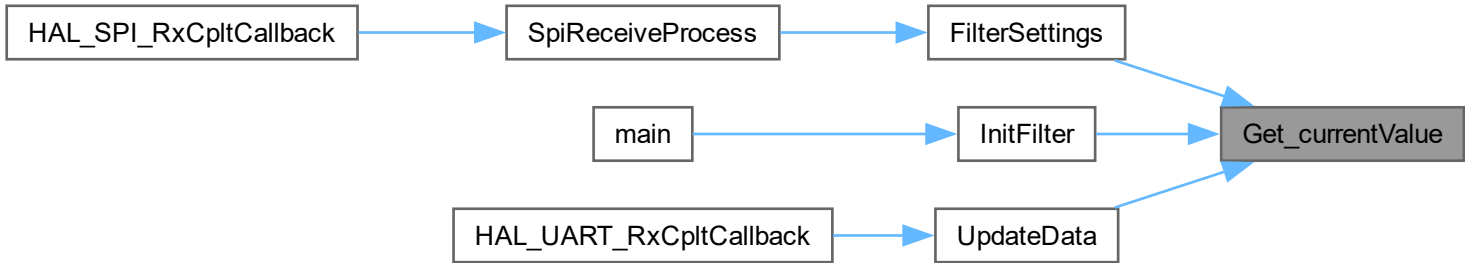 HAL_SPI_RxCpltCallback
SpiReceiveProcess
FilterSettings
main
InitFilter
Get_currentValue
HAL_UART_RxCpltCallback
UpdateData